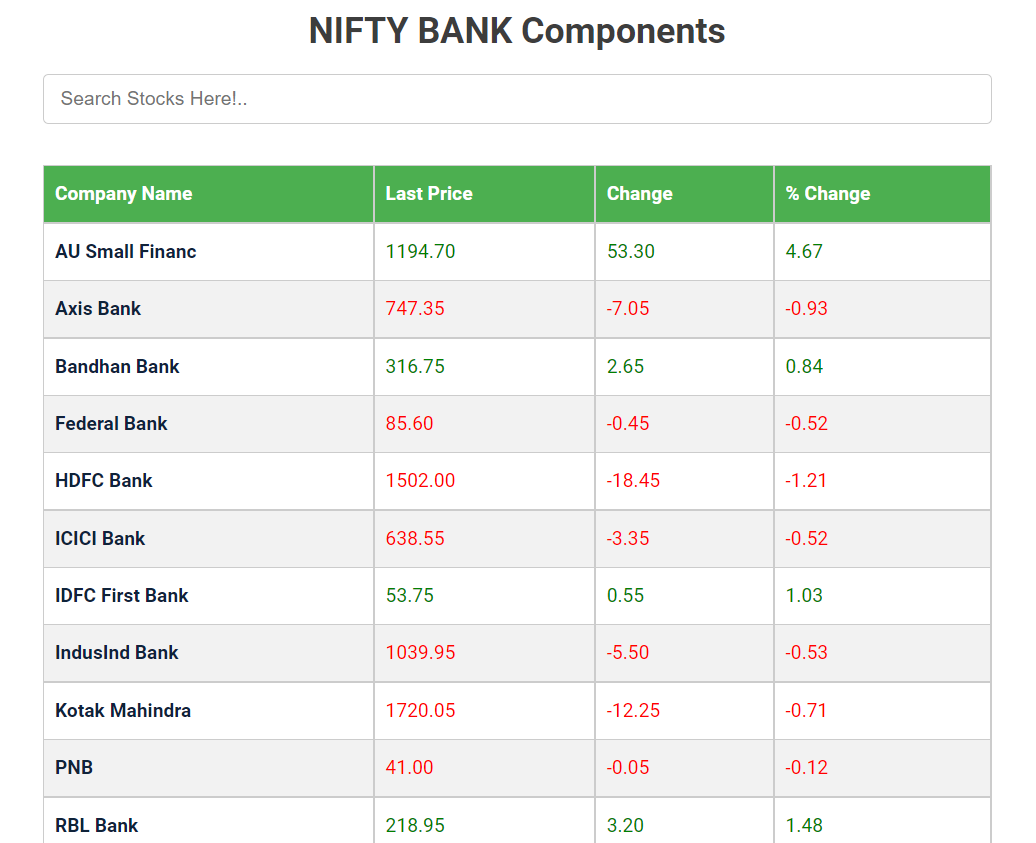 NIFTY BANK Components
Search Stocks Here!..
Company Name Last Price Change % Change
AU Small Financ 1194.70 53.30 4.67
Axis Bank 747.35 -7.05 -0.93
Bandhan Bank 316.75 2.65 0.84
Federal Bank 85.60 -0.45 -0.52
HDFC Bank 1502.00 -18.45 -1.21
ICICI Bank 638.55 -3.35 -0.52
IDFC First Bank 53.75 0.55 1.03
IndusInd Bank 1039.95 -5.50 -0.53
Kotak Mahindra 1720.05 -12.25 -0.71
PNB 41.00 -0.05 -0.12
RBL Bank 218.95 3.20 1.48